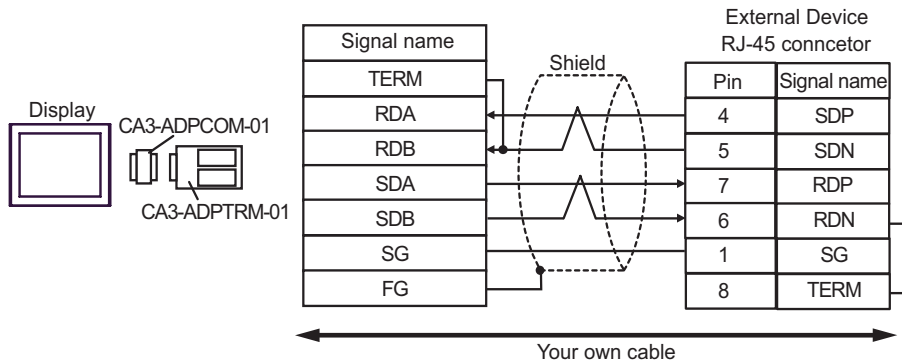 Display
CA3-ADPCOM-01
CA3-ADPTRM-01
Signal name
TERM
RDA
RDB
SDA
SDB
SG
FG
Shield
External Device
RJ-45 conncetor
Pin Signal name
4 SDP
5 SDN
7 RDP
6 RDN
1 SG
8 TERM
Your own cable